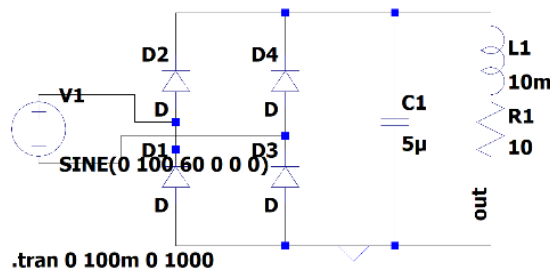 D2
D4
L1
V1
10m
D
D
C1
R1
D1
D3
5µ
10
SINE(0 100 60 0 0 0)
D
D
out
.tran 0 100m 0 1000